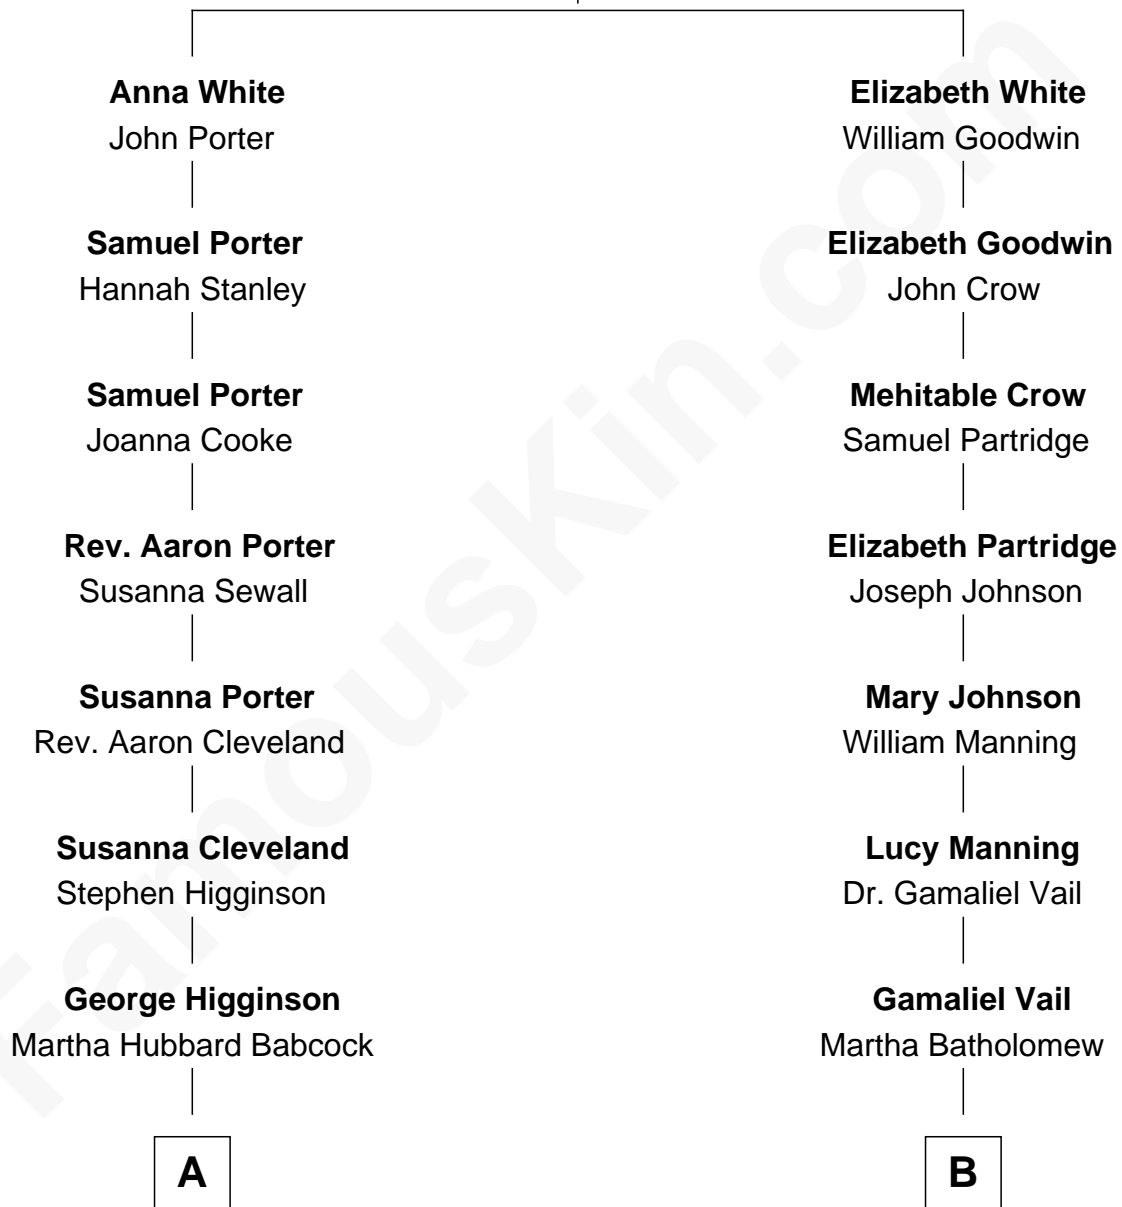 Anna White
John Porter
Samuel Porter
Hannah Stanley
Samuel Porter
Joanna Cooke
Rev. Aaron Porter
Susanna Sewall
Susanna Porter
Rev. Aaron Cleveland
Susanna Cleveland
Stephen Higginson
George Higginson
Martha Hubbard Babcock
A
Elizabeth White
William Goodwin
Elizabeth Goodwin
John Crow
Mehitable Crow
Samuel Partridge
Elizabeth Partridge
Joseph Johnson
Mary Johnson
William Manning
Lucy Manning
Dr. Gamaliel Vail
Gamaliel Vail
Martha Batholomew
B
FamousKin.com